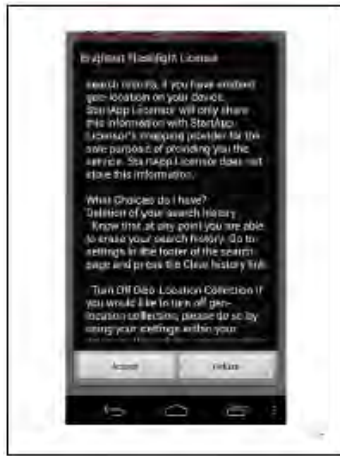 Brightest Flashlight License
search results, if you have enabled
geo-location on your device.
StartApp Licensor will only share
this information with StartApp
Licensor's mapping provider for the
sole purpose of providing you the
service. StartApp Licensor does not
store this information.
What Choices do I have?
Deletion of your search history
Know that at any point you are able
to erase your search history. Go to
settings in the footer of the search
page and press the Clear history link
Turn Off Geo-Location Collection If
you would like to turn off geo-
location collection, please do so by
using your settings within your
Accept
Refuse